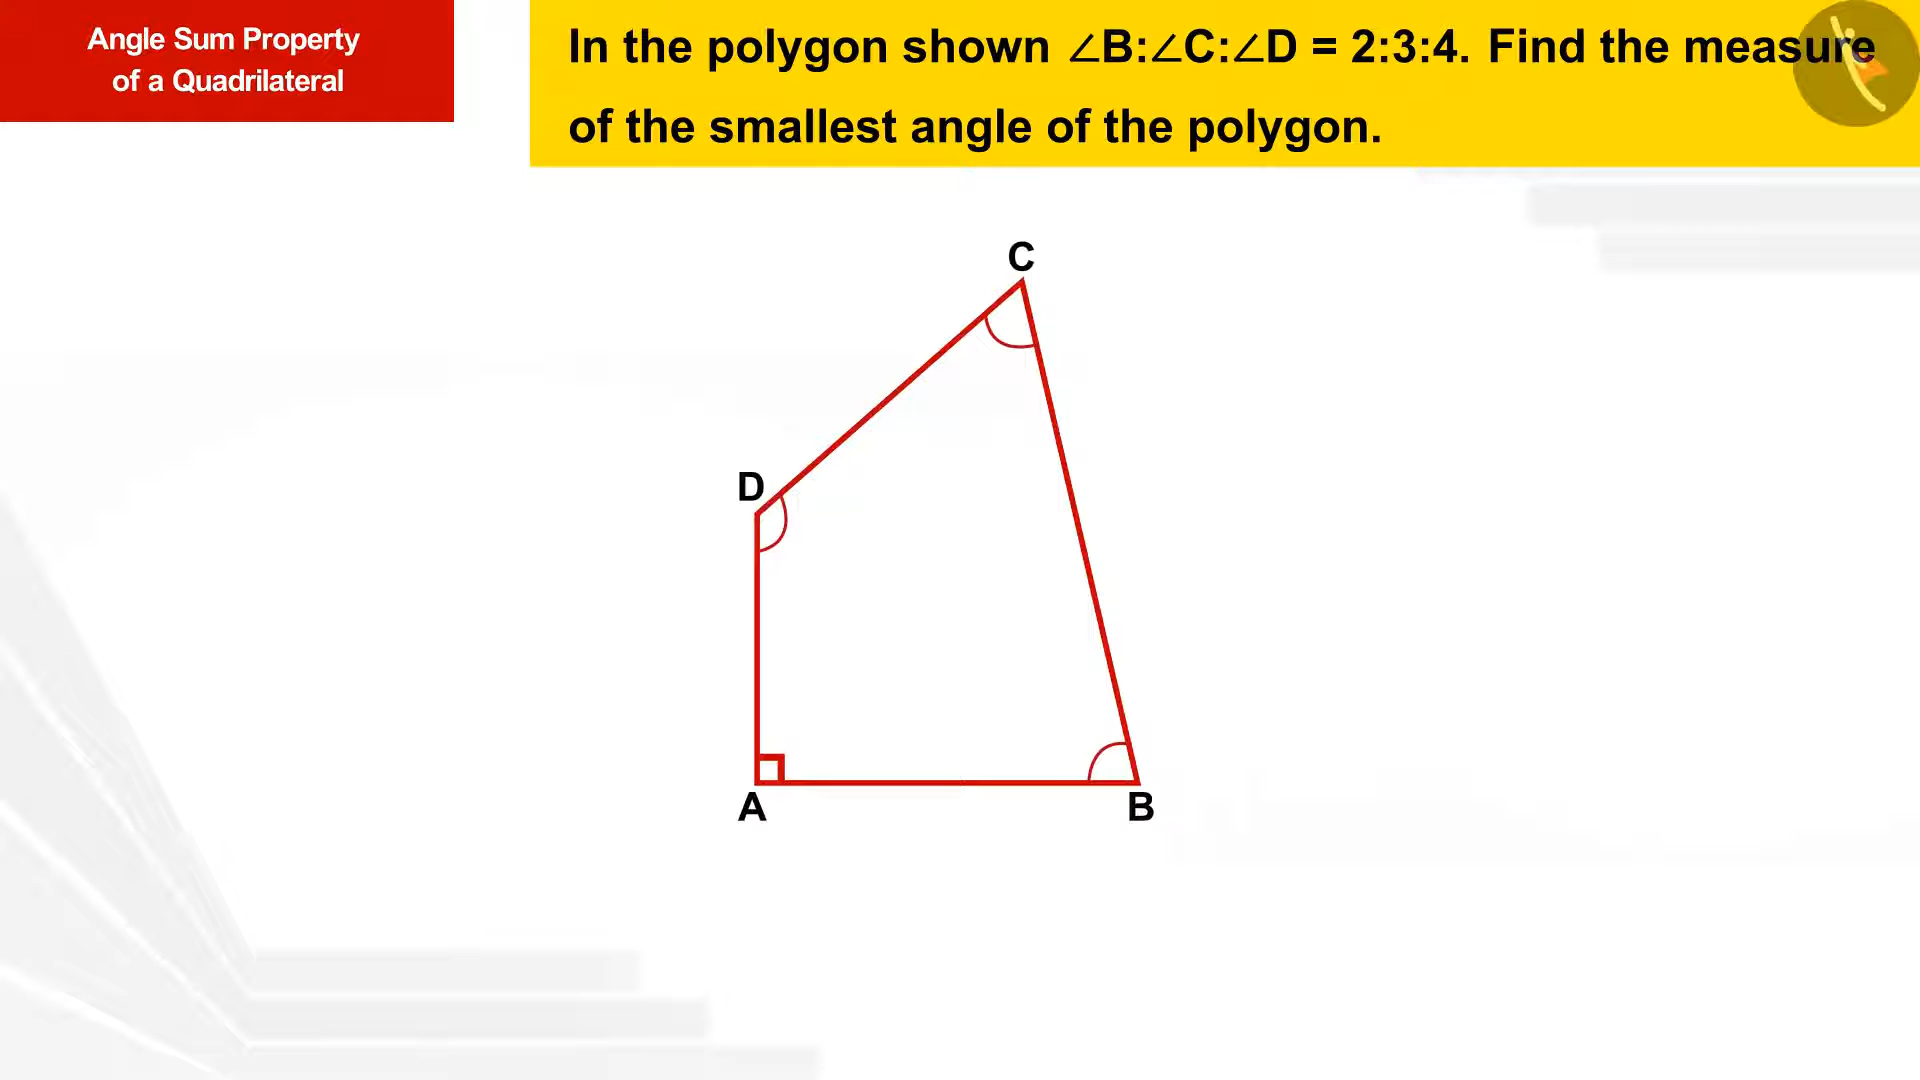 Angle Sum Property
of a Quadrilateral
In the polygon shown ∠B:∠C:∠D = 2:3:4. Find the measure
of the smallest angle of the polygon.
C
D
A
B